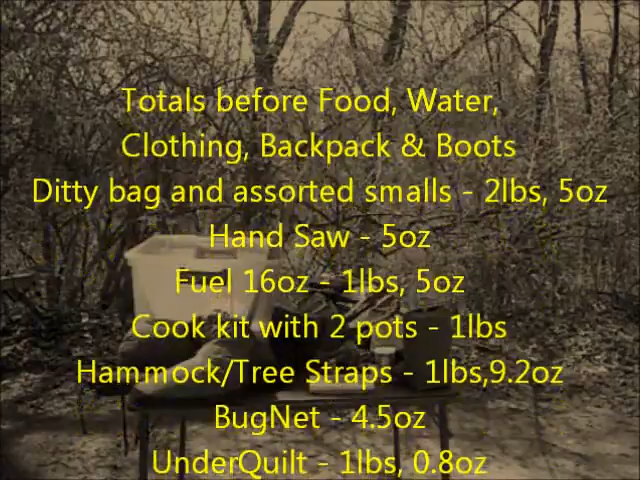 Totals before Food, Water,
Clothing, Backpack & Boots
Ditty bag and assorted smalls - 2lbs, 5oz
Hand Saw - 5oz
Fuel 16oz - 1lbs, 5oz
Cook kit with 2 pots - 1lbs
Hammock/Tree Straps - 1lbs,9.2oz
BugNet - 4.5oz
UnderQuilt - 1lbs, 0.8oz